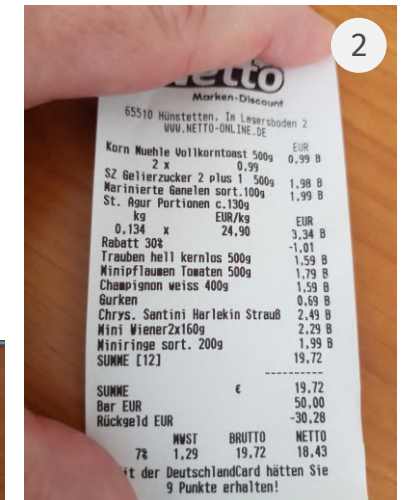 2
Netto
Marken-Discount
65510 Hünstetten. In Lagersboden 2
WWW.NETTO-ONLINE.DE
EUR
Korn Muehle Vollkorntoast 500g 0,99 B
2 x 0.99
SZ Gelierzucker 2 plus 1 500g 1,98 B
Marinierte Ganelen sort.100g 1,99 B
St. Agur Portionen c.130g
kg EUR/kg EUR
0,134 x 24,90 3,34 B
Rabatt 30% -1,01
Trauben hell kernlos 500g 1,59 B
Minipflaumen Tomaten 500g 1,79 B
Champignon weiss 400g 1,59 B
Gurken 0,69 B
Chrys. Santini Harlekin Strauß 2,49 B
Mini Wiener2x160g 2,29 B
Miniringe sort. 200g 1,99 B
SUMME [12] 19,72
----------
SUMME € 19,72
Bar EUR 50,00
Rückgeld EUR -30,28
MWST BRUTTO NETTO
7% 1,29 19,72 18,43
it der DeutschlandCard hätten Sie
9 Punkte erhalten!